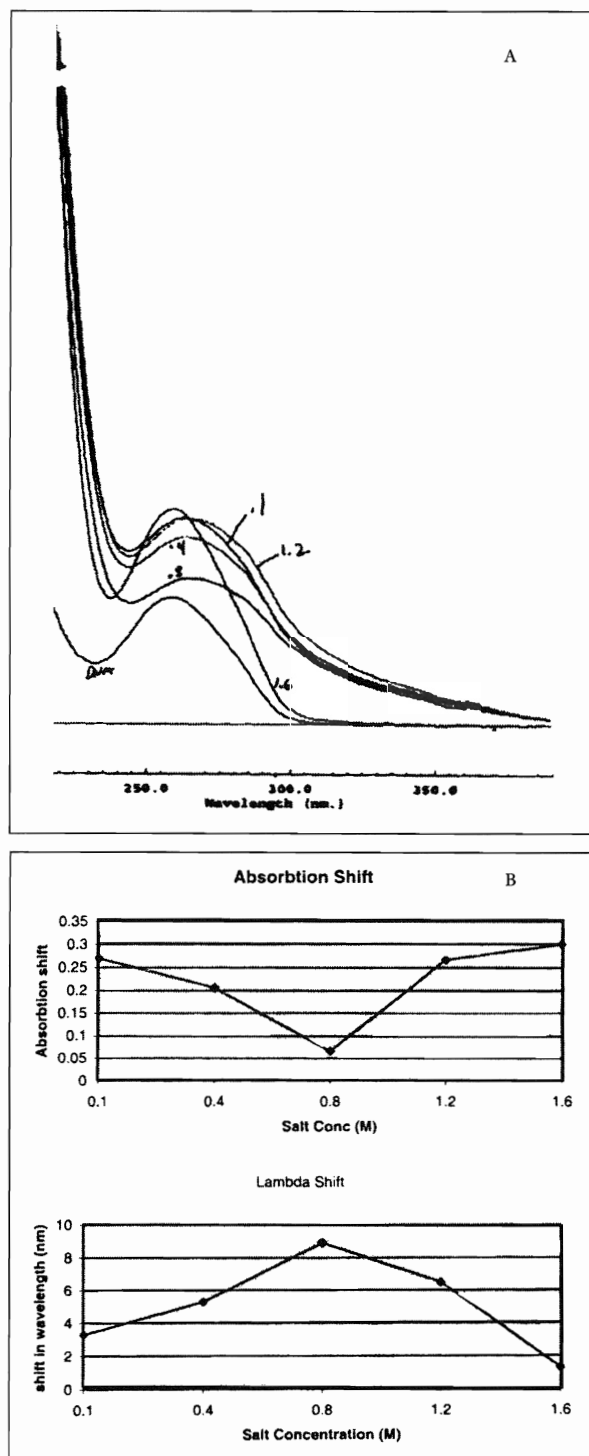 A
.1
1.2
.4
.8
1.6
250.0 300.0 350.0
Wavelength (nm.)
Absorbtion Shift B
0.35
0.3
0.25
0.2
0.15
0.1
0.05
0
Absorbtion shift
0.1 0.4 0.8 1.2 1.6
Salt Conc (M)
Lambda Shift
10
8
6
4
2
0
shift in wavelength (nm)
0.1 0.4 0.8 1.2 1.6
Salt Concentration (M)